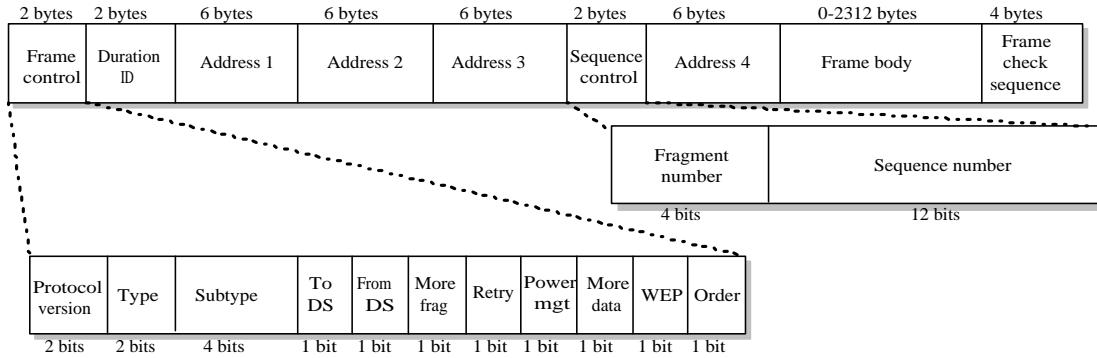 2 bytes 2 bytes 6 bytes 6 bytes 6 bytes 2 bytes 6 bytes 0-2312 bytes 4 bytes
Frame
control
Duration
ID
Address 1
Address 2
Address 3
Sequence
control
Address 4
Frame body
Frame
check
sequence
Fragment
number
Sequence number
4 bits 12 bits
Protocol
version
Type
Subtype
To
DS
From
DS
More
frag
Retry
Power
mgt
More
data
WEP
Order
2 bits 2 bits 4 bits 1 bit 1 bit 1 bit 1 bit 1 bit 1 bit 1 bit 1 bit